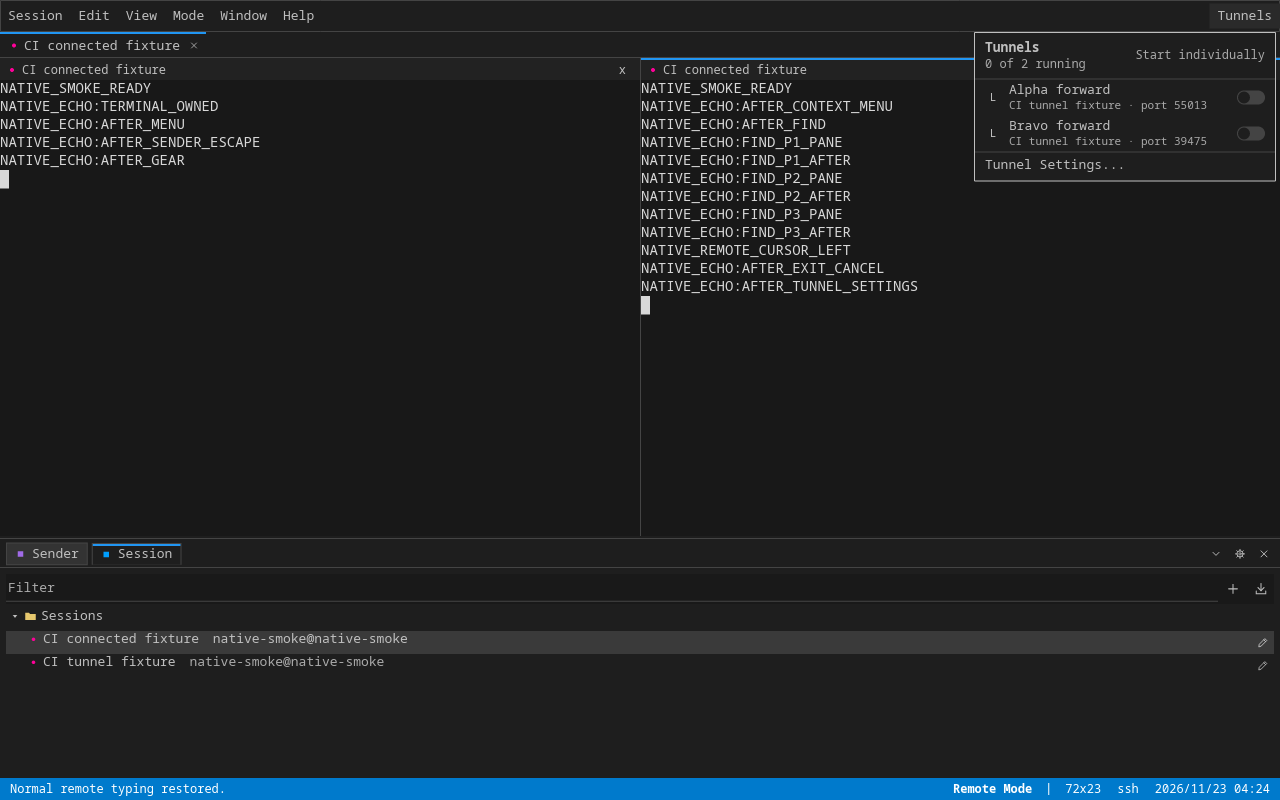 Session Edit View Mode Window Help Tunnels
CI connected fixture ×
CI connected fixture x
NATIVE_SMOKE_READY
NATIVE_ECHO:TERMINAL_OWNED
NATIVE_ECHO:AFTER_MENU
NATIVE_ECHO:AFTER_SENDER_ESCAPE
NATIVE_ECHO:AFTER_GEAR
CI connected fixture
NATIVE_SMOKE_READY
NATIVE_ECHO:AFTER_CONTEXT_MENU
NATIVE_ECHO:AFTER_FIND
NATIVE_ECHO:FIND_P1_PANE
NATIVE_ECHO:FIND_P1_AFTER
NATIVE_ECHO:FIND_P2_PANE
NATIVE_ECHO:FIND_P2_AFTER
NATIVE_ECHO:FIND_P3_PANE
NATIVE_ECHO:FIND_P3_AFTER
NATIVE_REMOTE_CURSOR_LEFT
NATIVE_ECHO:AFTER_EXIT_CANCEL
NATIVE_ECHO:AFTER_TUNNEL_SETTINGS
Tunnels
0 of 2 running
Start individually
L Alpha forward
CI tunnel fixture · port 55013
L Bravo forward
CI tunnel fixture · port 39475
Tunnel Settings...
Sender Session
Filter
Sessions
CI connected fixture native-smoke@native-smoke
CI tunnel fixture native-smoke@native-smoke
Normal remote typing restored. Remote Mode | 72x23 ssh 2026/11/23 04:24